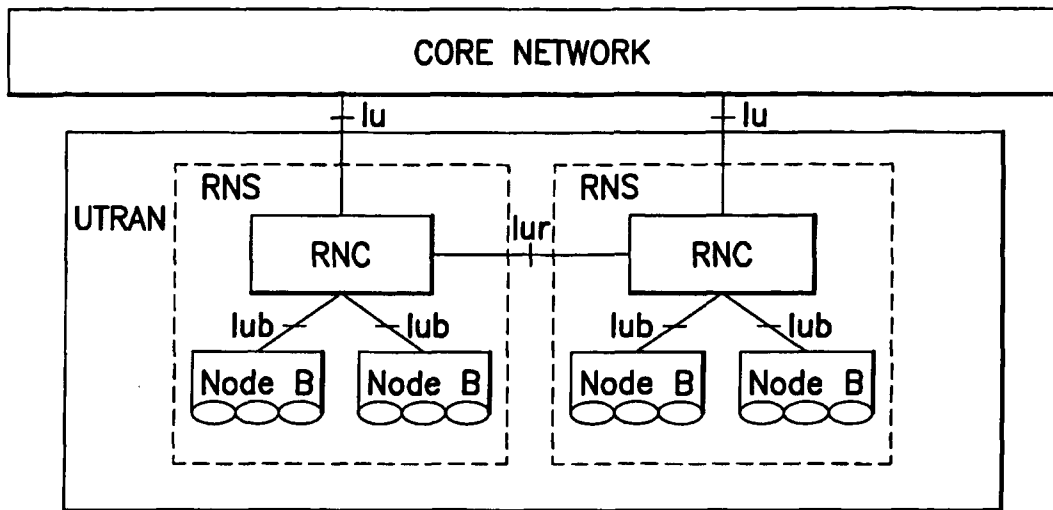 CORE NETWORK
Iu
Iu
UTRAN
RNS
RNS
RNC
Iur
RNC
Iub
Iub
Iub
Iub
Node B
Node B
Node B
Node B